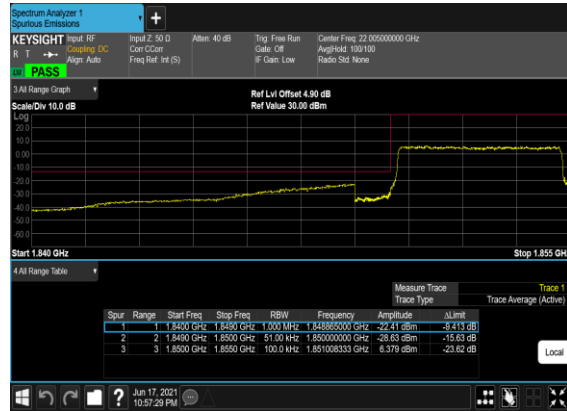 Spectrum Analyzer 1
Spurious Emissions
KEYSIGHT
R T
LW PASS
Input: RF
Coupling: DC
Align: Auto
Input Z: 50 Ω
Corr CCorr
Freq Ref: Int (S)
Atten: 40 dB
Trig: Free Run
Gate: Off
IF Gain: Low
Center Freq: 22.005000000 GHz
Avg|Hold: 100/100
Radio Std: None
3 All Range Graph
Scale/Div 10.0 dB
Ref Lvl Offset 4.90 dB
Ref Value 30.00 dBm
Log
20.0
10.0
0.00
-10.0
-20.0
-30.0
-40.0
-50.0
-60.0
Start 1.840 GHz
Stop 1.855 GH
4 All Range Table
Measure Trace Trace 1
Trace Type Trace Average (Active)
Spur Range Start Freq Stop Freq RBW Frequency Amplitude ΔLimit
1 1 1.8400 GHz 1.8490 GHz 1.000 MHz 1.848865000 GHz -22.41 dBm -9.413 dB
2 2 1.8490 GHz 1.8500 GHz 51.00 kHz 1.850000000 GHz -28.63 dBm -15.63 dB
3 3 1.8500 GHz 1.8550 GHz 100.0 kHz 1.851008333 GHz 6.379 dBm -23.62 dB
Local
?
Jun 17, 2021
10:57:29 PM